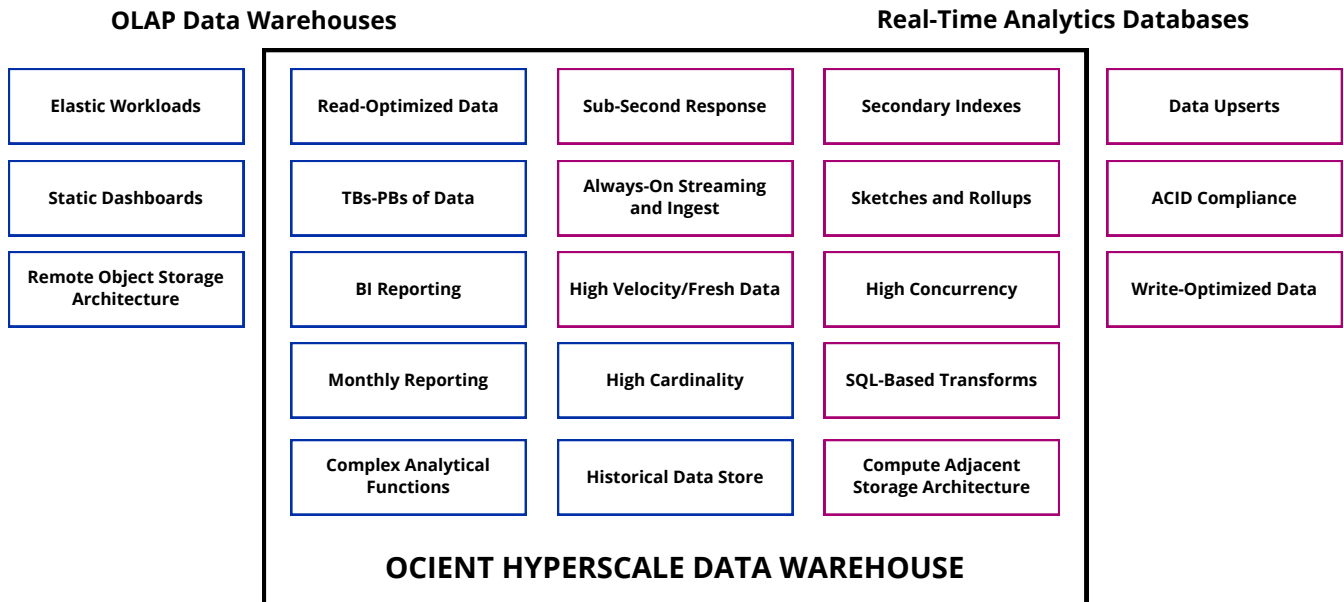 OLAP Data Warehouses
Real-Time Analytics Databases
Elastic Workloads
Read-Optimized Data
Sub-Second Response
Secondary Indexes
Data Upserts
Static Dashboards
TBs-PBs of Data
Always-On Streaming
and Ingest
Sketches and Rollups
ACID Compliance
Remote Object Storage
Architecture
BI Reporting
High Velocity/Fresh Data
High Concurrency
Write-Optimized Data
Monthly Reporting
High Cardinality
SQL-Based Transforms
Complex Analytical
Functions
Historical Data Store
Compute Adjacent
Storage Architecture
OCIENT HYPERSCALE DATA WAREHOUSE